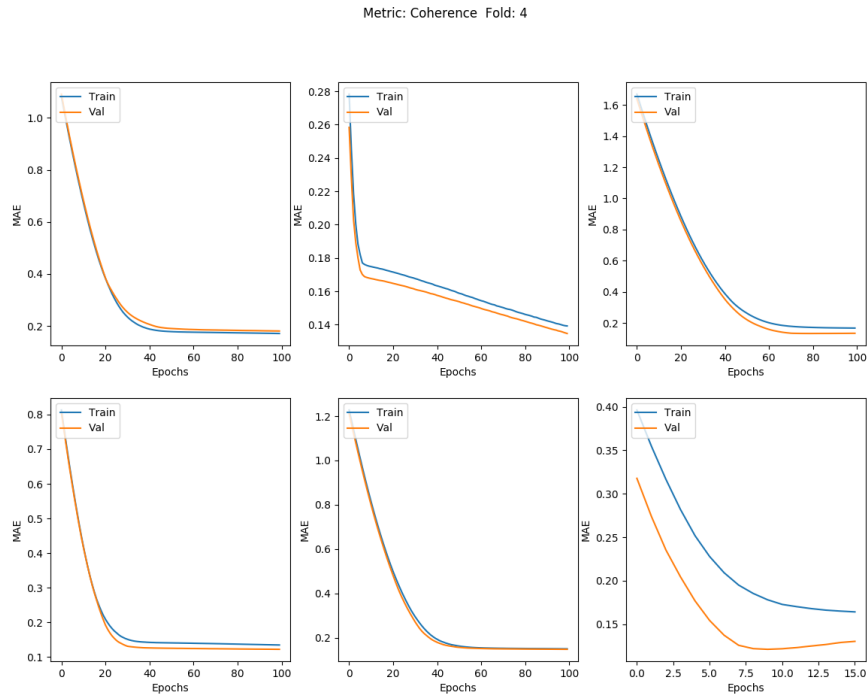 Metric: Coherence  Fold: 4
MAE
1.0
0.8
0.6
0.4
0.2
Train
Val
0 20 40 60 80 100
Epochs
MAE
0.28
0.26
0.24
0.22
0.20
0.18
0.16
0.14
Train
Val
0 20 40 60 80 100
Epochs
MAE
1.6
1.4
1.2
1.0
0.8
0.6
0.4
0.2
Train
Val
0 20 40 60 80 100
Epochs
MAE
0.8
0.7
0.6
0.5
0.4
0.3
0.2
0.1
Train
Val
0 20 40 60 80 100
Epochs
MAE
1.2
1.0
0.8
0.6
0.4
0.2
Train
Val
0 20 40 60 80 100
Epochs
MAE
0.40
0.35
0.30
0.25
0.20
0.15
Train
Val
0.0 2.5 5.0 7.5 10.0 12.5 15.0
Epochs